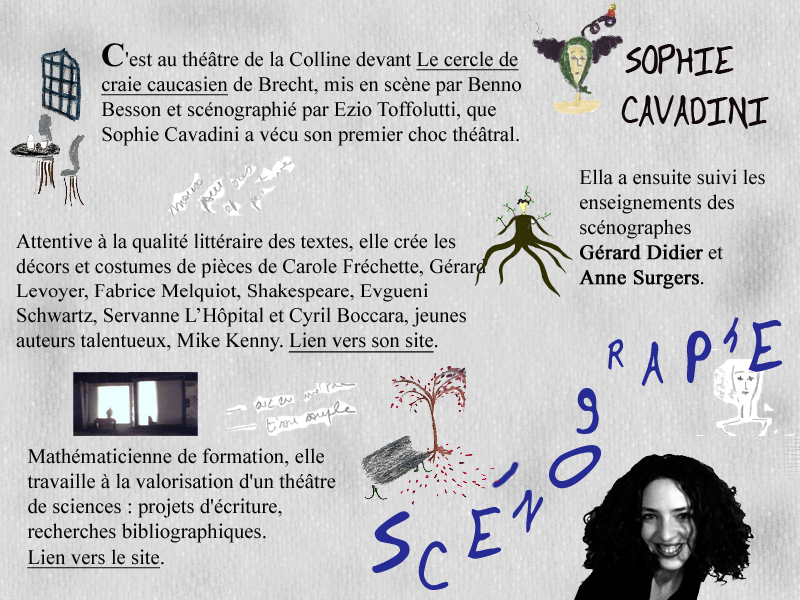 C'est au théâtre de la Colline devant Le cercle de
craie caucasien de Brecht, mis en scène par Benno
Besson et scénographié par Ezio Toffolutti, que
Sophie Cavadini a vécu son premier choc théâtral.
SOPHIE
CAVADINI
Ella a ensuite suivi les
enseignements des
scénographes
Gérard Didier et
Anne Surgers.
Attentive à la qualité littéraire des textes, elle crée les
décors et costumes de pièces de Carole Fréchette, Gérard
Levoyer, Fabrice Melquiot, Shakespeare, Evgueni
Schwartz, Servanne L'Hôpital et Cyril Boccara, jeunes
auteurs talentueux, Mike Kenny. Lien vers son site.
Mathématicienne de formation, elle
travaille à la valorisation d'un théâtre
de sciences : projets d'écriture,
recherches bibliographiques.
Lien vers le site.
SCÉNOgRAPhE